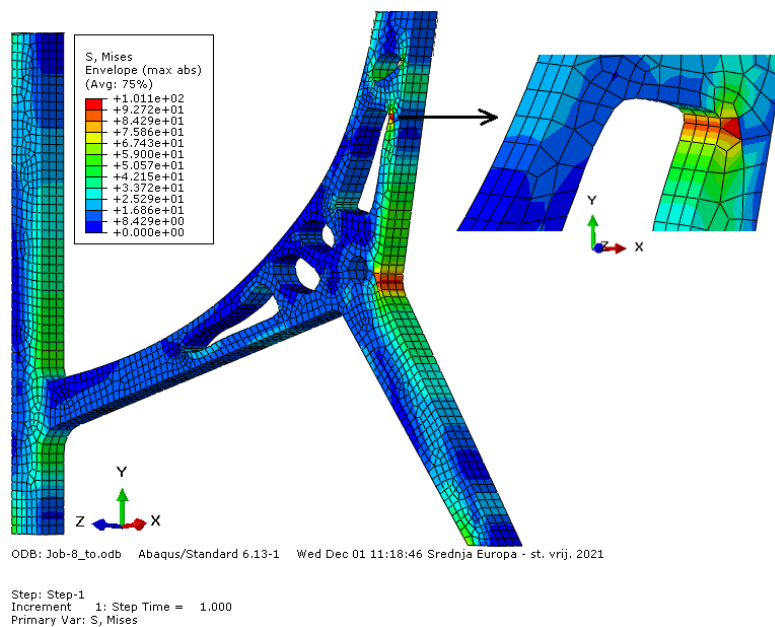 S, Mises
Envelope (max abs)
(Avg: 75%)
+1.011e+02
+9.272e+01
+8.429e+01
+7.586e+01
+6.743e+01
+5.900e+01
+5.057e+01
+4.215e+01
+3.372e+01
+2.529e+01
+1.686e+01
+8.429e+00
+0.000e+00
Y
Z X
Y
Z X
ODB: Job-8_to.odb Abaqus/Standard 6.13-1 Wed Dec 01 11:18:46 Srednja Europa - st. vrij. 2021
Step: Step-1
Increment 1: Step Time = 1.000
Primary Var: S, Mises